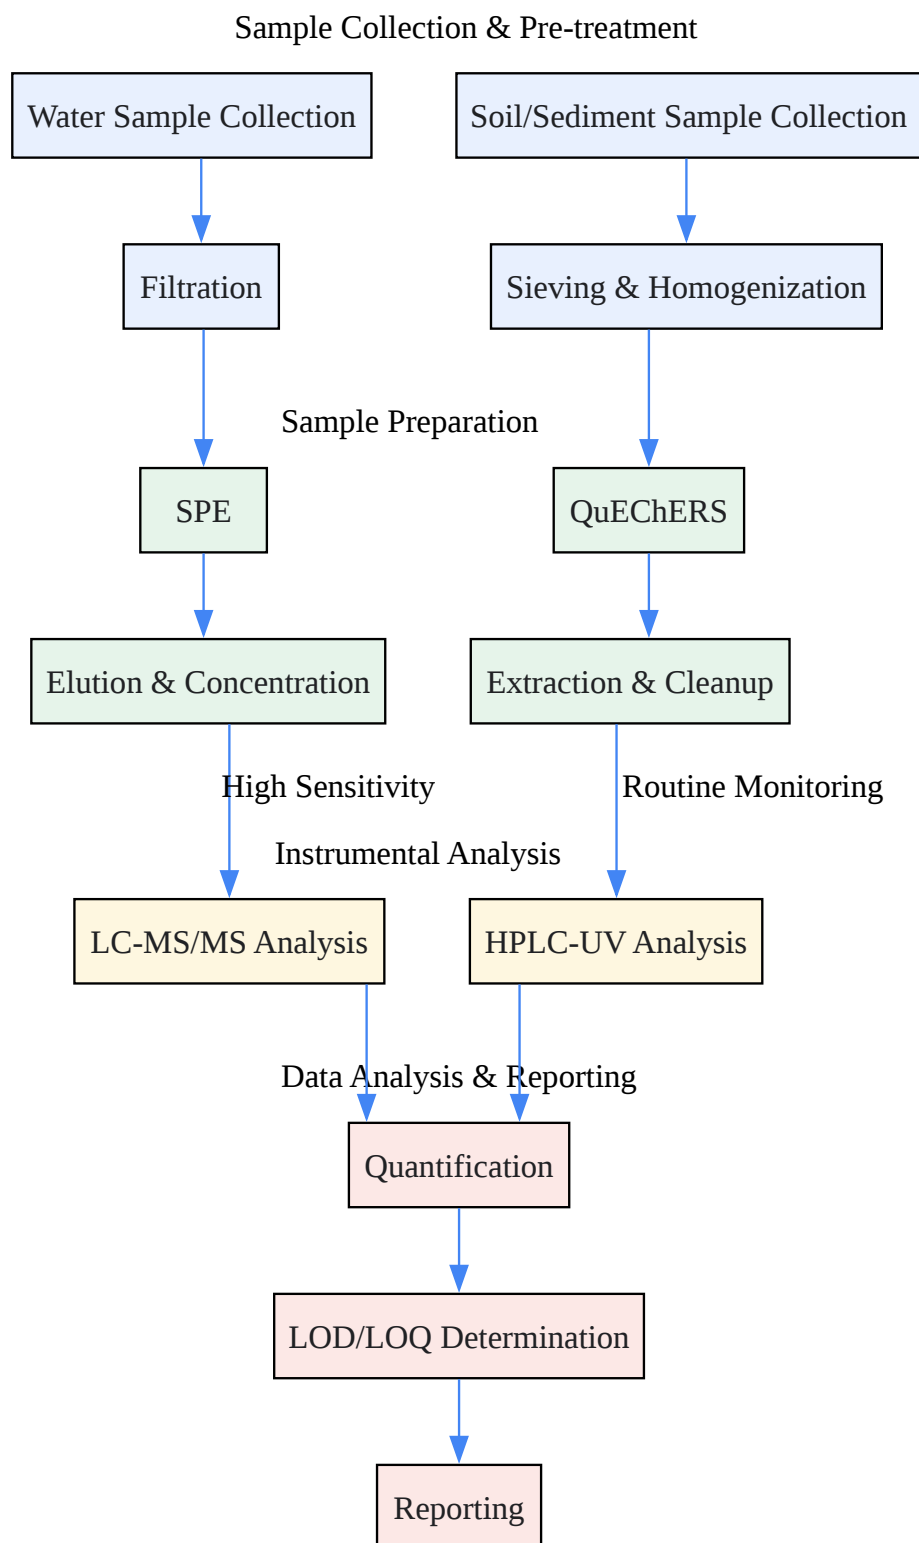 Sample Collection & Pre-treatment
Water Sample Collection
Soil/Sediment Sample Collection
Filtration
Sieving & Homogenization
Sample Preparation
SPE
QuEChERS
Elution & Concentration
Extraction & Cleanup
High Sensitivity
Routine Monitoring
Instrumental Analysis
LC-MS/MS Analysis
HPLC-UV Analysis
Data Analysis & Reporting
Quantification
LOD/LOQ Determination
Reporting